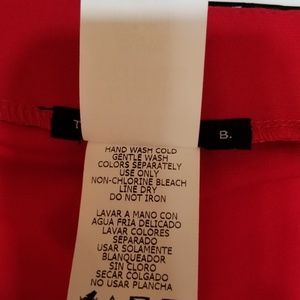 T
B.
HAND WASH COLD
GENTLE WASH
COLORS SEPARATELY
USE ONLY
NON-CHLORINE BLEACH
LINE DRY
DO NOT IRON
LAVAR A MANO CON
AGUA FRIA DELICADO
LAVAR COLORES
SEPARADO
USAR SOLAMENTE
BLANQUEADOR
SIN CLORO
SECAR COLGADO
NO USAR PLANCHA